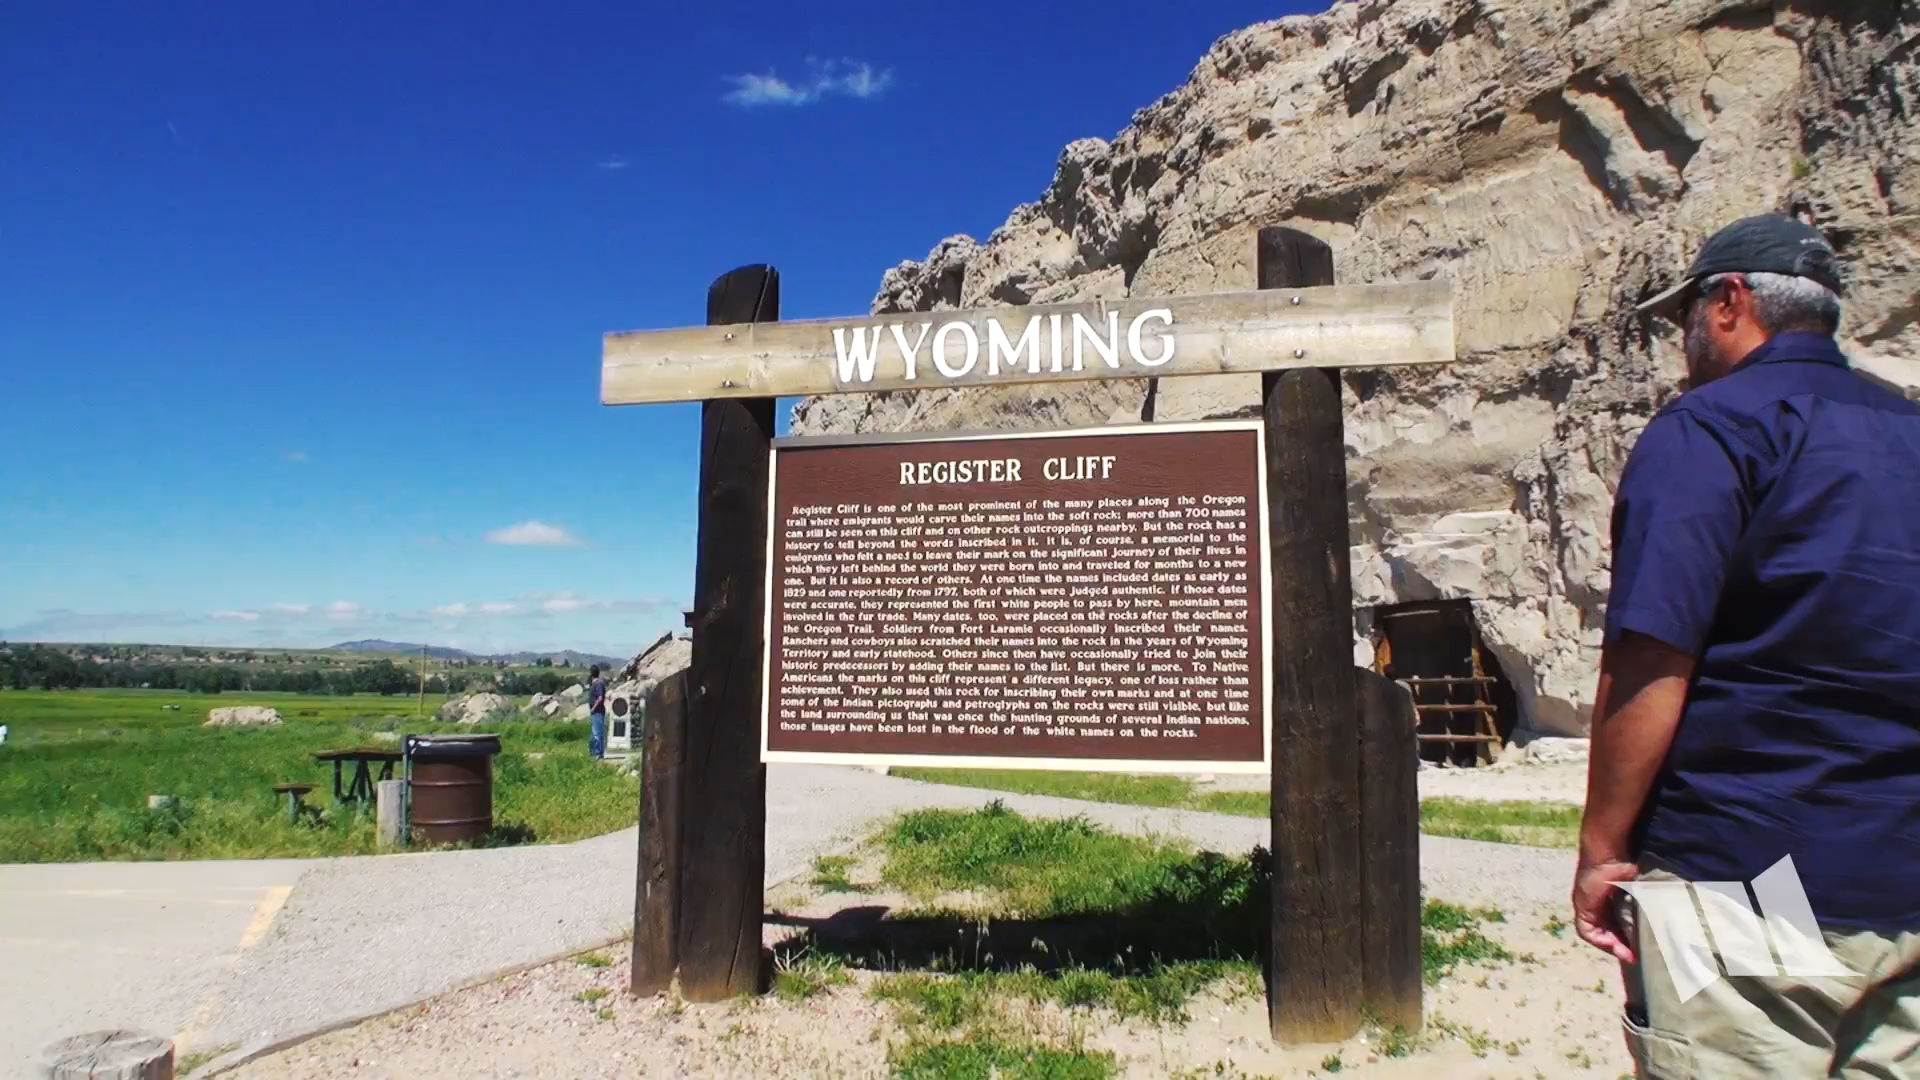 WYOMING
REGISTER CLIFF
Register Cliff is one of the most prominent of the many places along the Oregon
trail where emigrants would carve their names into the soft rock; more than 700 names
can still be seen on this cliff and on other rock outcroppings nearby. But the rock has a
history to tell beyond the words inscribed in it. It is, of course, a memorial to the
emigrants who felt a need to leave their mark on the significant journey of their lives in
which they left behind the world they were born into and traveled for months to a new
one. But it is also a record of others. At one time the names included dates as early as
1829 and one reportedly from 1797, both of which were judged authentic. If those dates
were accurate, they represented the first white people to pass by here, mountain men
involved in the fur trade. Many dates, too, were placed on the rocks after the decline of
the Oregon Trail. Soldiers from Fort Laramie occasionally inscribed their names.
Ranchers and cowboys also scratched their names into the rock in the years of Wyoming
Territory and early statehood. Others since then have occasionally tried to join their
historic predecessors by adding their names to the list. But there is more. To Native
Americans the marks on this cliff represent a different legacy, one of loss rather than
achievement. They also used this rock for inscribing their own marks and at one time
some of the Indian pictographs and petroglyphs on the rocks were still visible, but like
the land surrounding us that was once the hunting grounds of several Indian nations,
those images have been lost in the flood of the white names on the rocks.